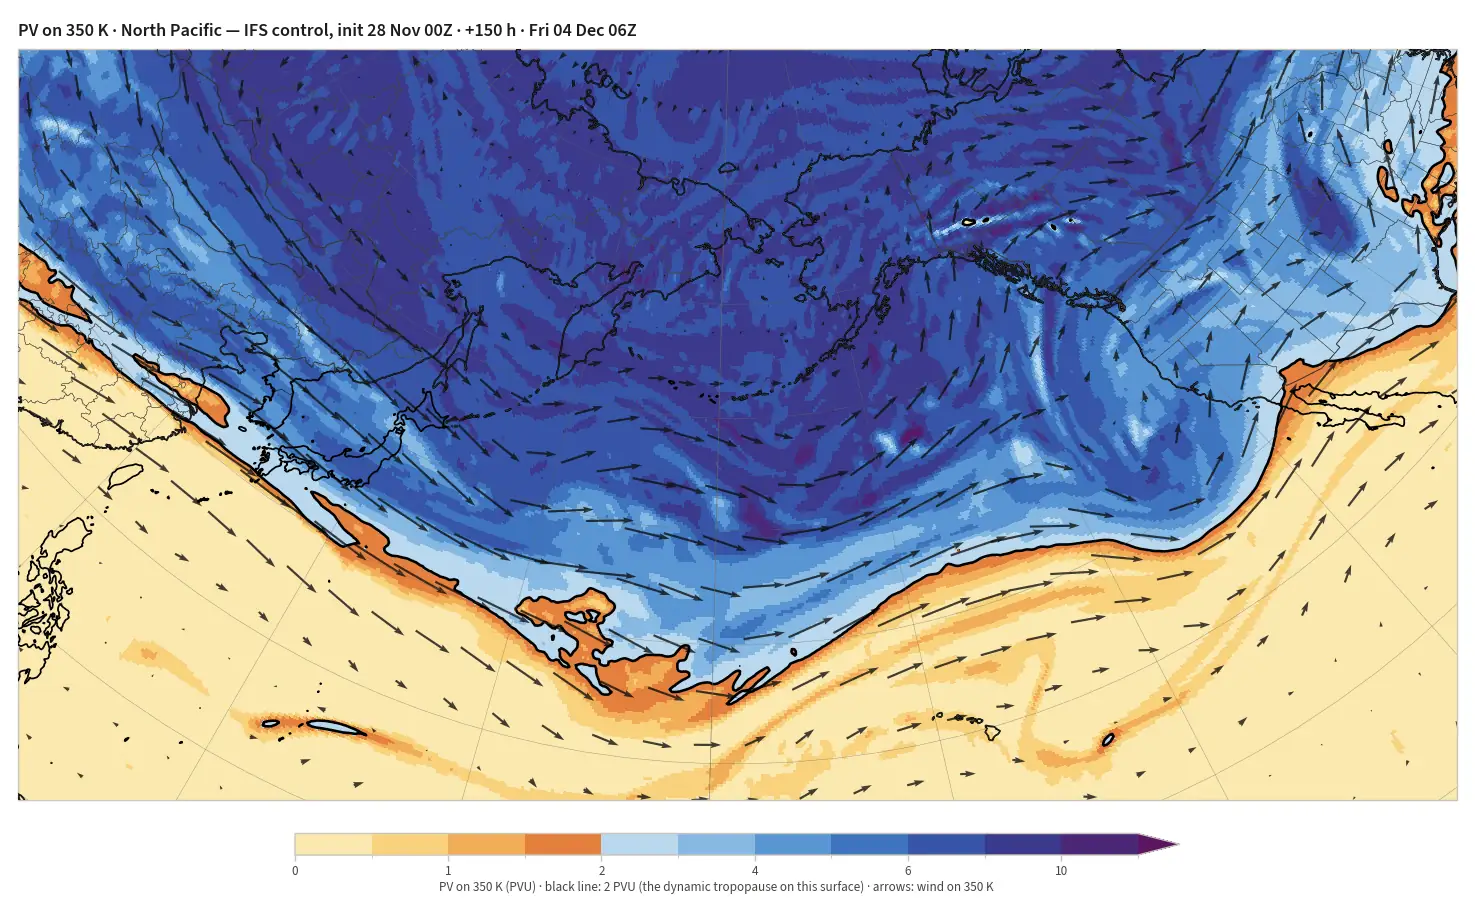 PV on 350 K · North Pacific — IFS control, init 28 Nov 00Z · +150 h · Fri 04 Dec 06Z
0 1 2 4 6 10
PV on 350 K (PVU) · black line: 2 PVU (the dynamic tropopause on this surface) · arrows: wind on 350 K